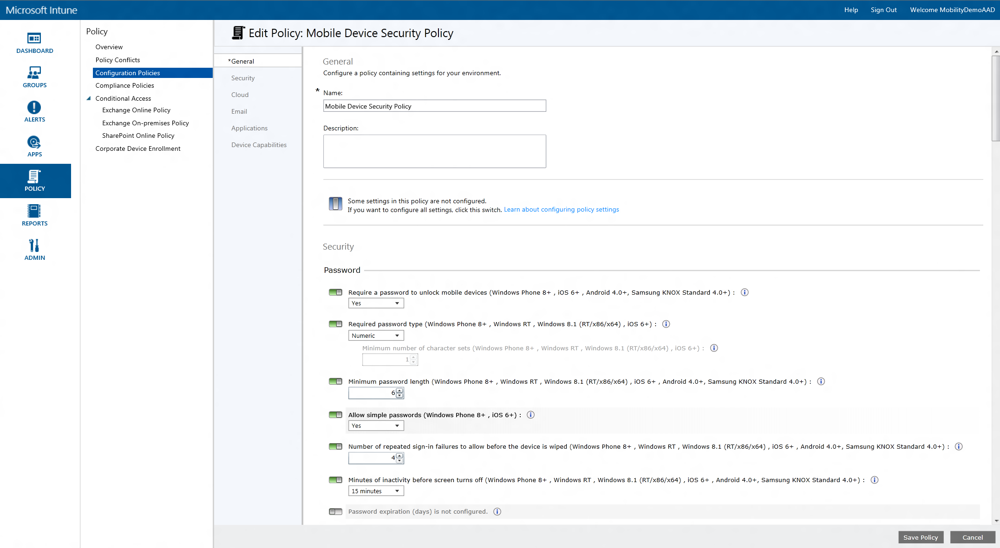 Microsoft Intune
Help
Sign Out
Welcome MobilityDemoAAD
DASHBOARD
GROUPS
ALERTS
APPS
POLICY
REPORTS
ADMIN
Policy
Overview
Policy Conflicts
Configuration Policies
Compliance Policies
Conditional Access
Exchange Online Policy
Exchange On-premises Policy
SharePoint Online Policy
Corporate Device Enrollment
Edit Policy: Mobile Device Security Policy
*General
Security
Cloud
Email
Applications
Device Capabilities
General
Configure a policy containing settings for your environment.
* Name:
Mobile Device Security Policy
Description:
Some settings in this policy are not configured.
If you want to configure all settings, click this switch. Learn about configuring policy settings
Security
Password
Require a password to unlock mobile devices (Windows Phone 8+ , iOS 6+ , Android 4.0+, Samsung KNOX Standard 4.0+) :
Yes
Required password type (Windows Phone 8+ , Windows RT , Windows 8.1 (RT/x86/x64) , iOS 6+) :
Numeric
Minimum number of character sets (Windows Phone 8+ , Windows RT , Windows 8.1 (RT/x86/x64) , iOS 6+) :
1
Minimum password length (Windows Phone 8+ , Windows RT , Windows 8.1 (RT/x86/x64) , iOS 6+ , Android 4.0+, Samsung KNOX Standard 4.0+) :
6
Allow simple passwords (Windows Phone 8+ , iOS 6+) :
Yes
Number of repeated sign-in failures to allow before the device is wiped (Windows Phone 8+ , Windows RT , Windows 8.1 (RT/x86/x64) , iOS 6+ , Android 4.0+, Samsung KNOX Standard 4.0+) :
4
Minutes of inactivity before screen turns off (Windows Phone 8+ , Windows RT , Windows 8.1 (RT/x86/x64) , iOS 6+ , Android 4.0+, Samsung KNOX Standard 4.0+) :
15 minutes
Password expiration (days) is not configured.
Save Policy
Cancel